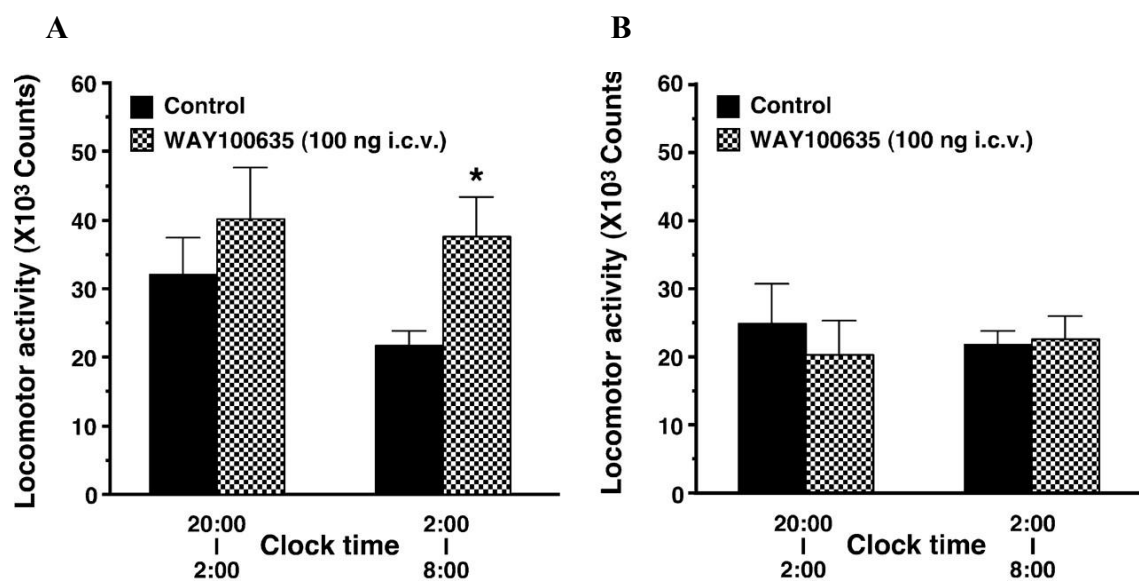 A
Locomotor activity (X10³ Counts)
60
50
40
30
20
10
0
Control
WAY100635 (100 ng i.c.v.)
*
20:00
2:00
Clock time
2:00
8:00
B
Locomotor activity (X10³ Counts
60
50
40
30
20
10
0
Control
WAY100635 (100 ng i.c.v.)
20:00
2:00
Clock time
2:00
8:00